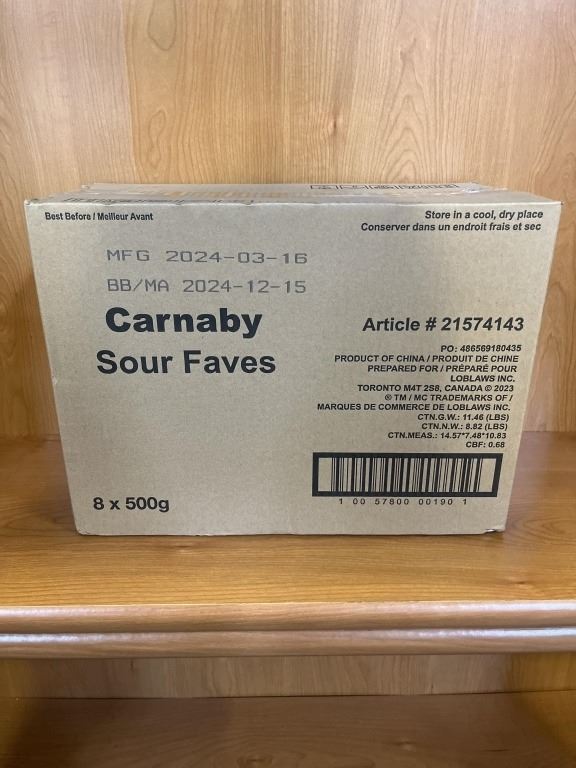 Best Before / Meilleur Avant
Store in a cool, dry place
Conserver dans un endroit frais et sec
MFG 2024-03-16
BB/MA 2024-12-15
Carnaby
Sour Faves
8 x 500g
Article # 21574143
PO: 486569180435
PRODUCT OF CHINA / PRODUIT DE CHINE
PREPARED FOR / PRÉPARÉ POUR
LOBLAWS INC.
TORONTO M4T 2S8, CANADA © 2023
® TM / MC TRADEMARKS OF /
MARQUES DE COMMERCE DE LOBLAWS INC.
CTN.G.W.: 11.46 (LBS)
CTN.N.W.: 8.82 (LBS)
CTN.MEAS.: 14.57*7.48*10.83
CBF: 0.68
1 00 57800 00190 1